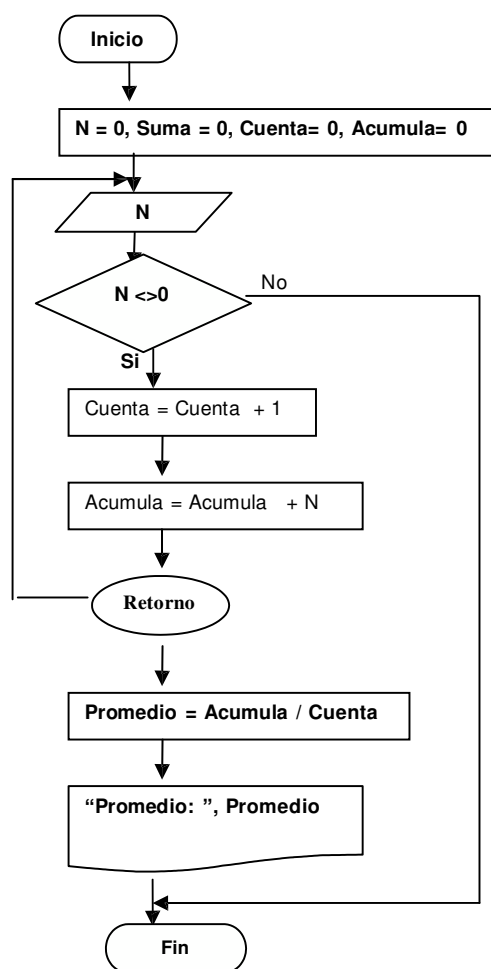 Inicio
N = 0, Suma = 0, Cuenta= 0, Acumula= 0
N
N <>0
No
Si
Cuenta = Cuenta + 1
Acumula = Acumula + N
Retorno
Promedio = Acumula / Cuenta
“Promedio: ”, Promedio
Fin